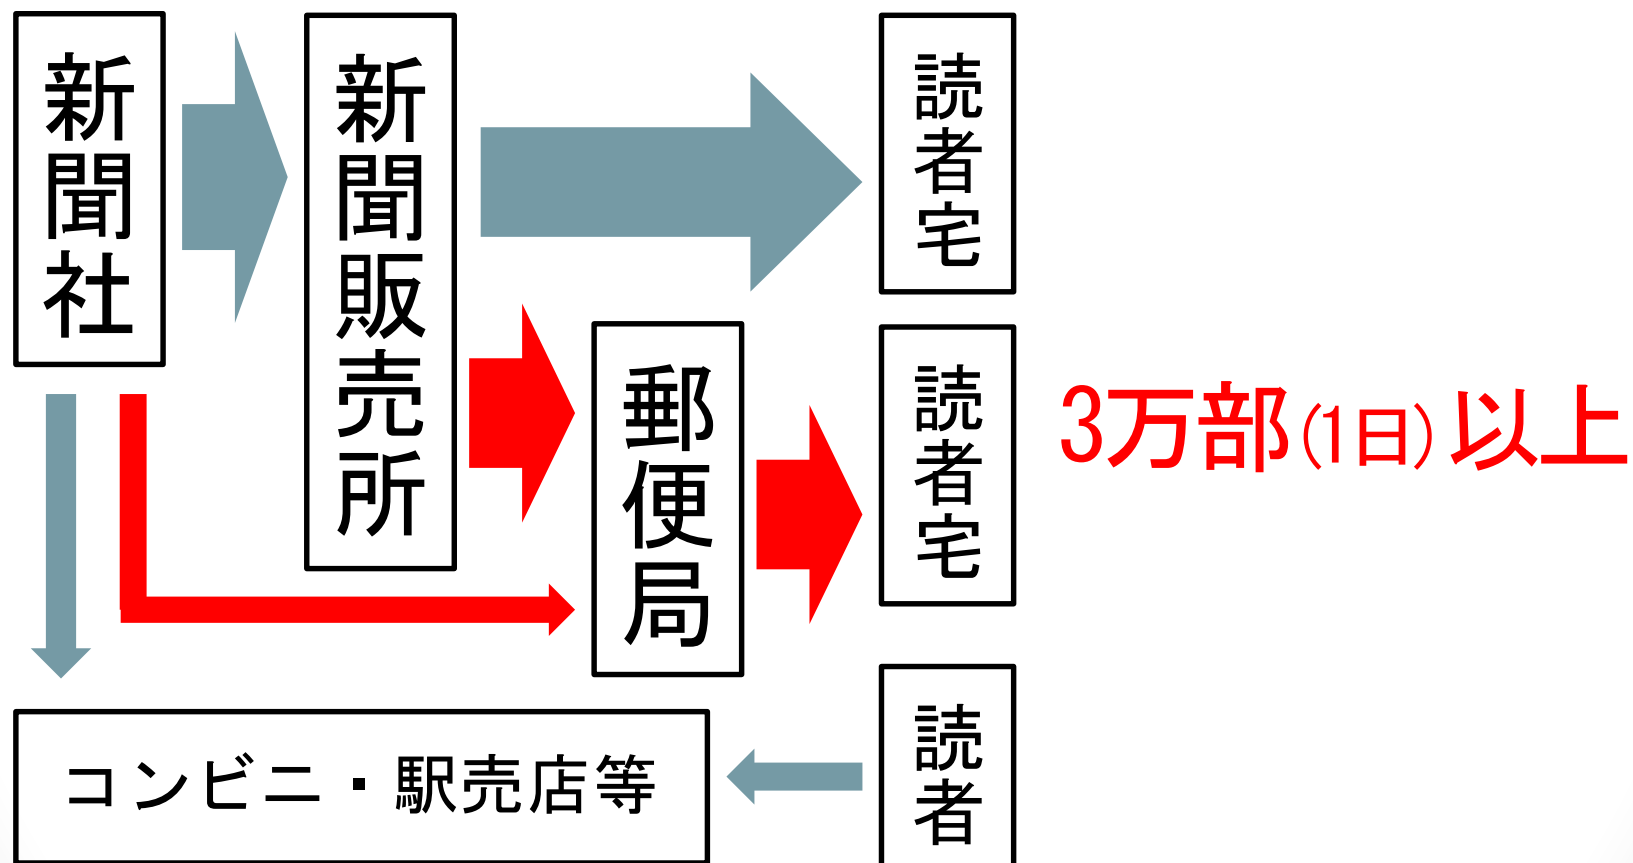 新聞社
新聞販売所
読者宅
郵便局
読者宅
3万部(1日)以上
コンビニ・駅売店等
読者